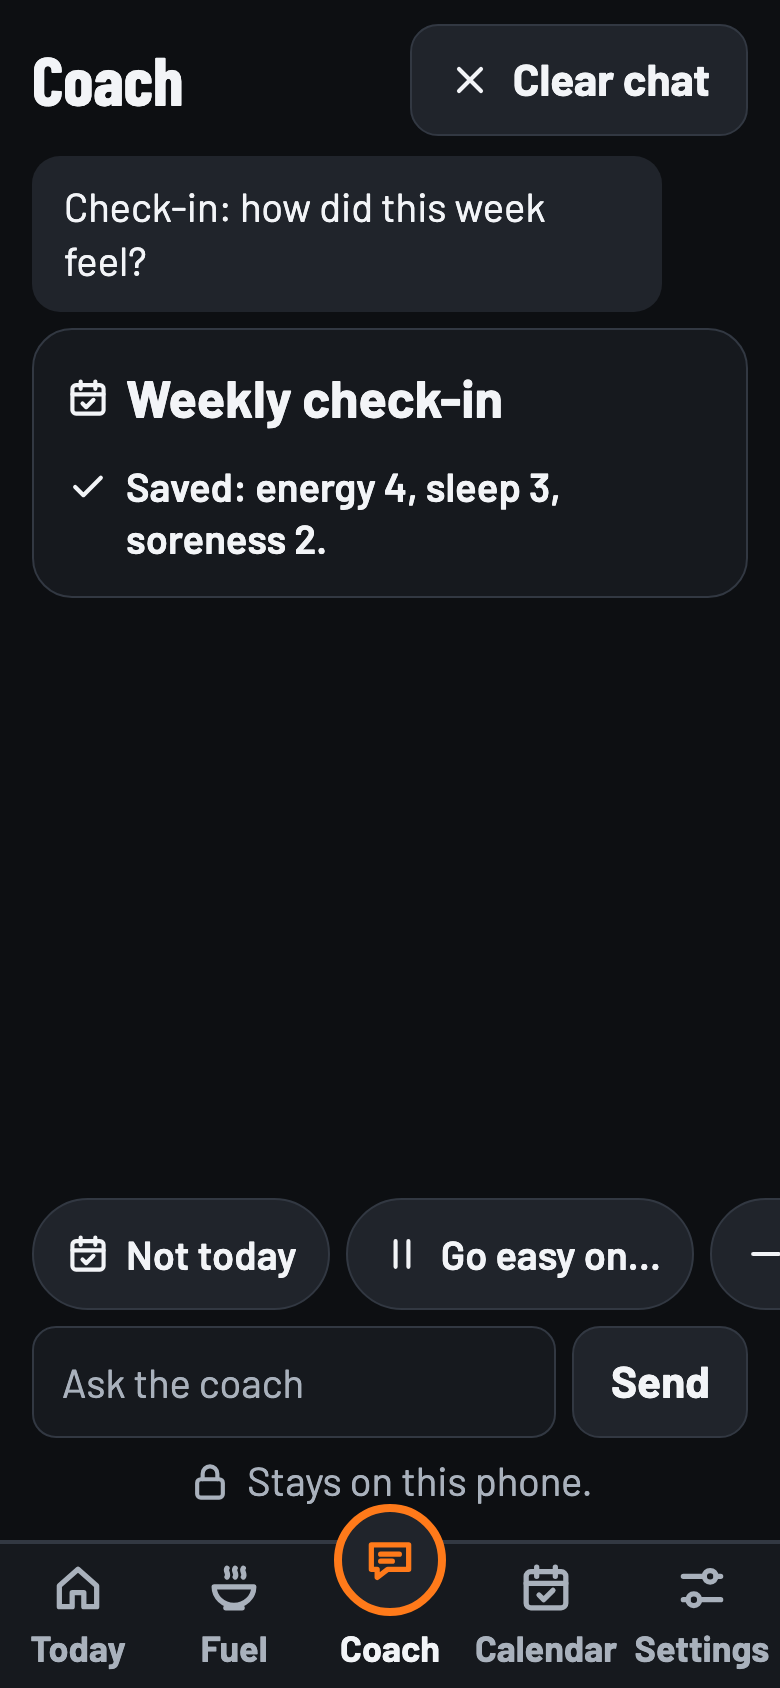 Coach
Clear chat
Check-in: how did this week
feel?
Weekly check-in
Saved: energy 4, sleep 3,
soreness 2.
Not today
Go easy on...
Ask the coach
Send
Stays on this phone.
Today
Fuel
Coach
Calendar
Settings